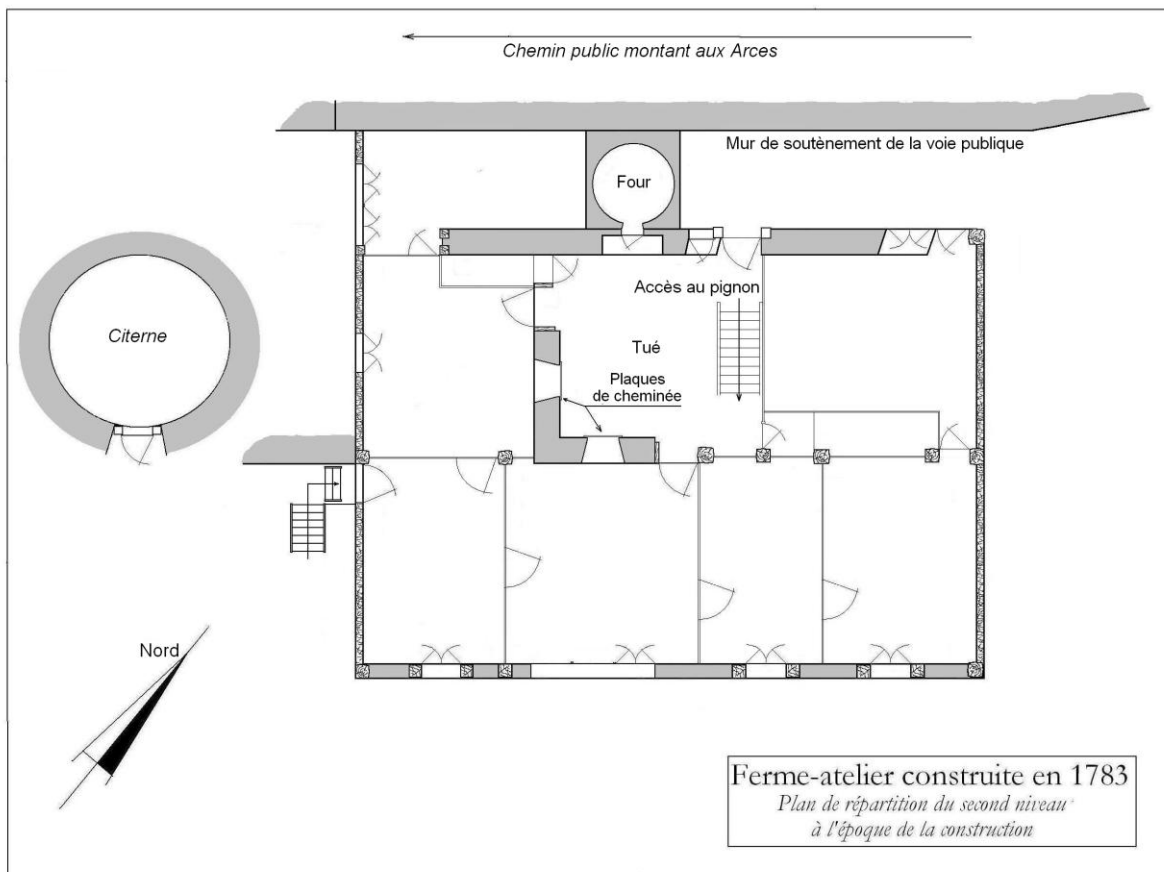 Chemin public montant aux Arces
Mur de soutènement de la voie publique
Four
Accès au pignon
Citerne
Tué
Plaques
de cheminée
Nord
Ferme-atelier construite en 1783
Plan de répartition du second niveau
à l'époque de la construction